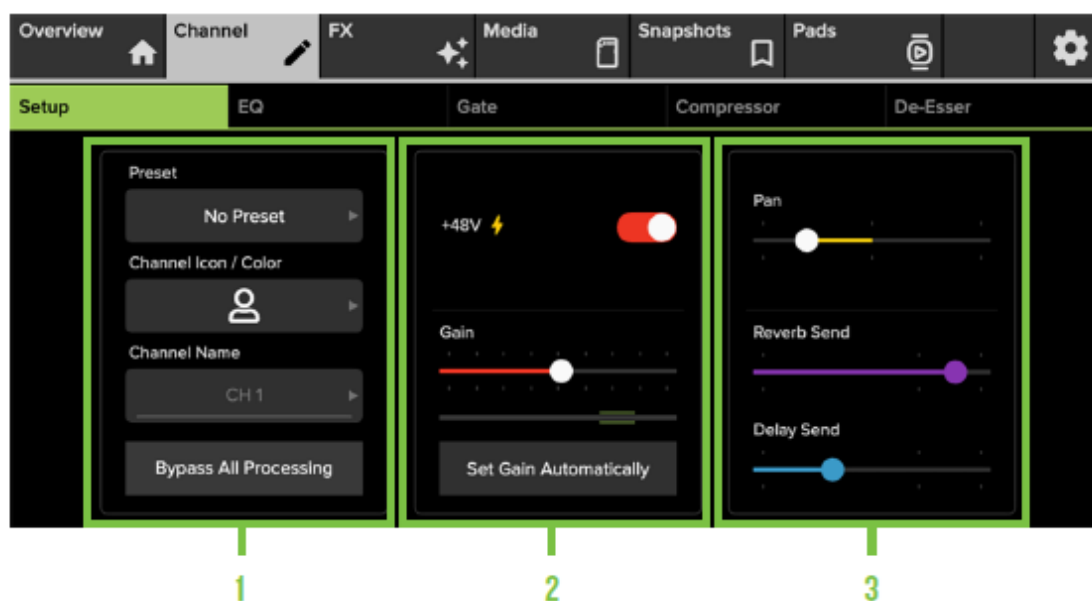 Overview
Channel
FX
Media
Snapshots
Pads
Setup
EQ
Gate
Compressor
De-Esser
Preset
No Preset
Channel Icon / Color
Channel Name
CH 1
Bypass All Processing
+48V
Gain
Set Gain Automatically
Pan
Reverb Send
Delay Send
1
2
3